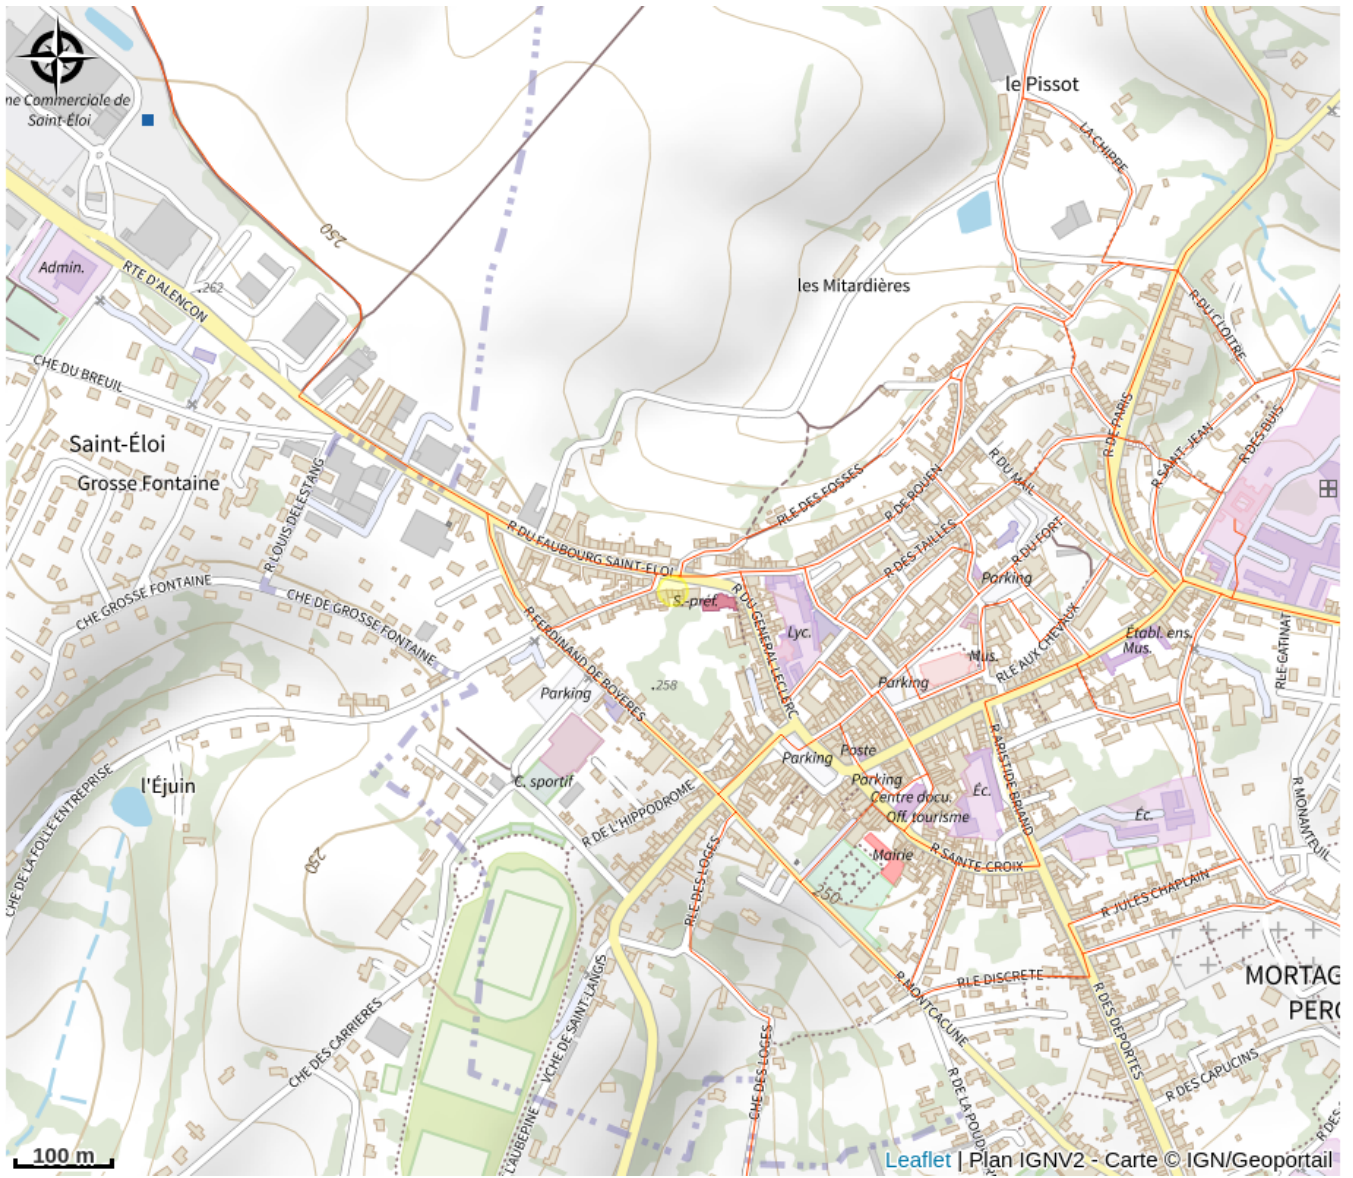 le Pissot
ne Commerciale de
Saint-Éloi
LA CHIPPE
250
Admin.
RTE D'ALENCON
262
les Mitardières
R DU CLOITRE
CHE DU BREUIL
R DE PARIS
R SAINT-JEAN
R DES BUIS
Saint-Éloi
Grosse Fontaine
R LOUIS DELESTANG
RLE DES FOSSES
R DE ROUEN
R DU MAIL
R DU FAUBOURG SAINT-ELOI
R DES TAILLES
R DU FORT
Parking
CHE GROSSE FONTAINE
CHE DE GROSSE FONTAINE
S.-préf.
R DU GENERAL LECLERC
Lyc.
R FERDINAND DE BOYERES
RLE AUX CHEVAUX
Établ. ens.
Mus.
Mus.
RLE CATINAT
Parking
258
Parking
R ARISTIDE BRIAND
Parking
Poste
Parking
C. sportif
Centre docu.
Off. tourisme
Éc.
Éc.
l'Éjuin
CHE DE LA FOLLE ENTREPRISE
R DE L'HIPPODROME
R MONANTEUIL
250
RLE DES LOGES
Mairie
R SAINTE CROIX
250
R JULES CHAPLAIN
VCHE DE SAINT-LANGIS
R MONTCACUNE
RLE DISCRETE
MORTAG
PERC
CHE DES CARRIERES
R DES DEPORTES
CHE DES LOGES
R DES CAPUCINS
R DE LA POUDR
L'AUBEPINE
R DES
100 m
Leaflet | Plan IGNV2 - Carte © IGN/Geoportail